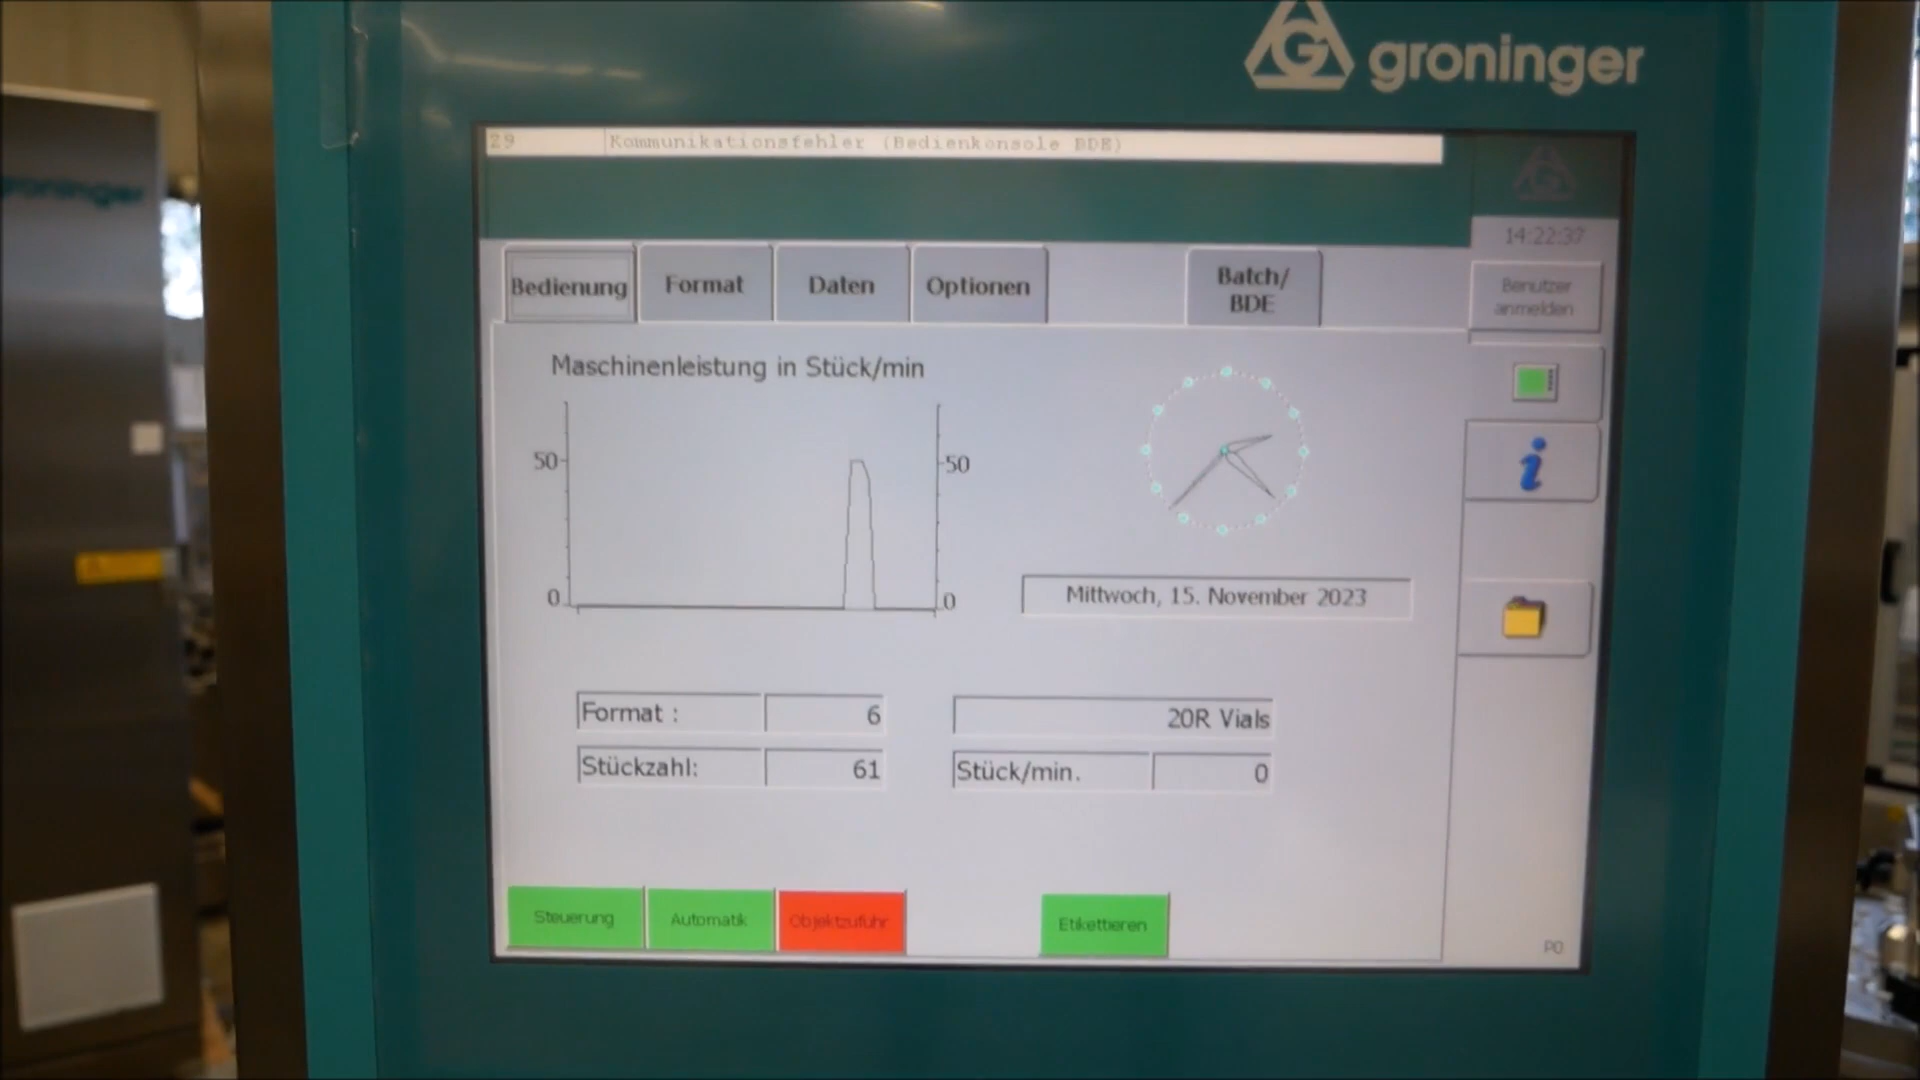 groninger
groninger
29 Kommunikationsfehler (Bedienkonsole BDE)
14:22:37
Bedienung Format Daten Optionen Batch/
BDE
Benutzer
anmelden
Maschinenleistung in Stück/min
50 50
0 0
Mittwoch, 15. November 2023
Format : 6 20R Vials
Stückzahl: 61 Stück/min. 0
Steuerung Automatik Objektzufuhr Etikettieren
P0